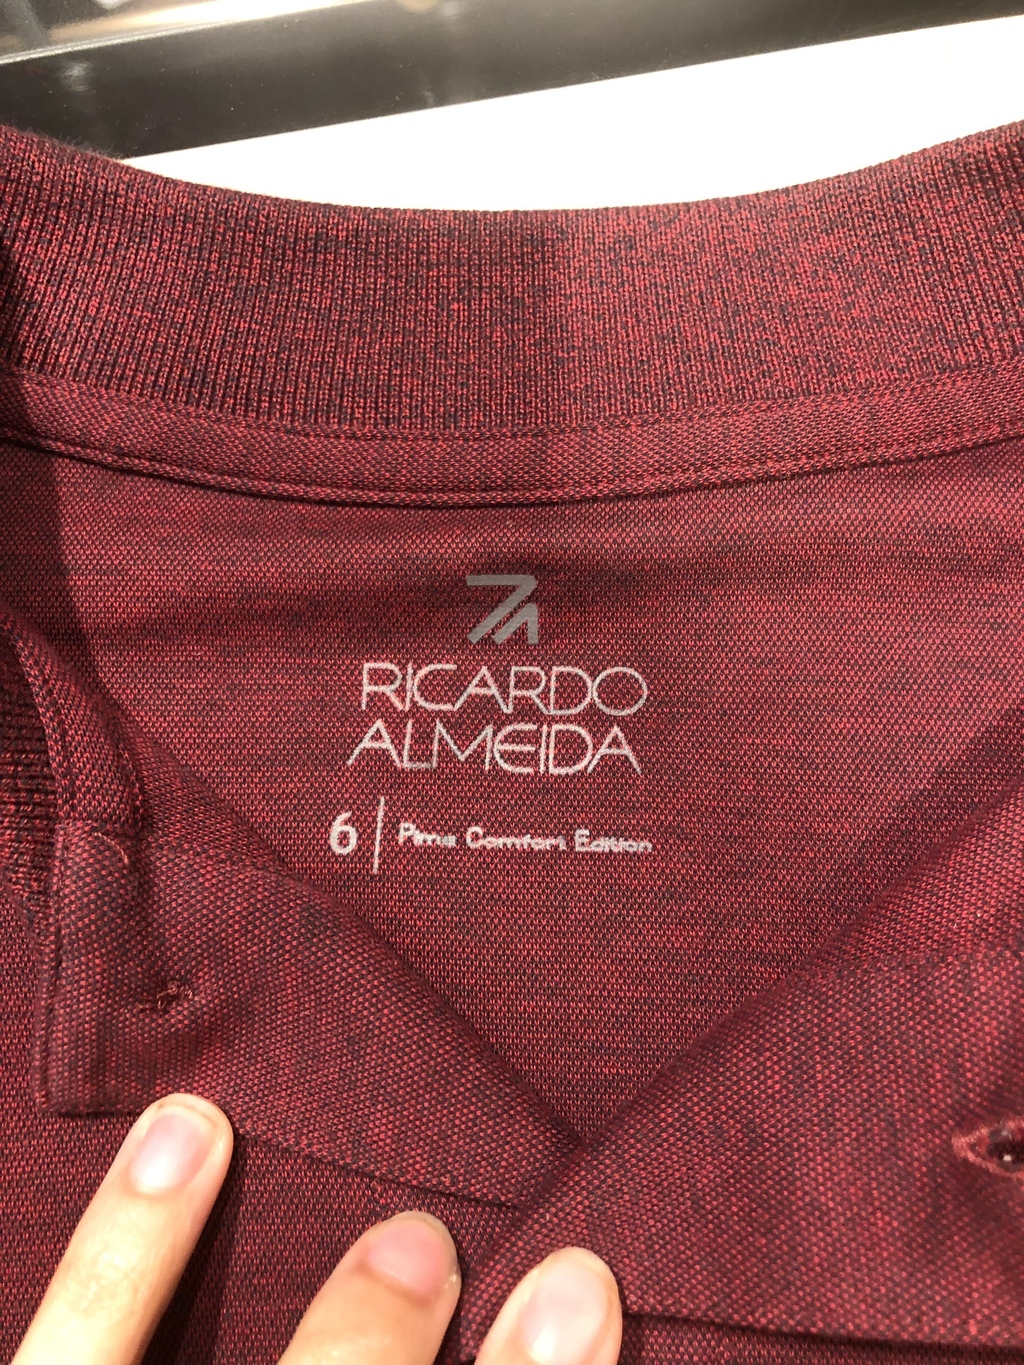 RICARDO
ALMEIDA
6 | Pima Comfort Edition